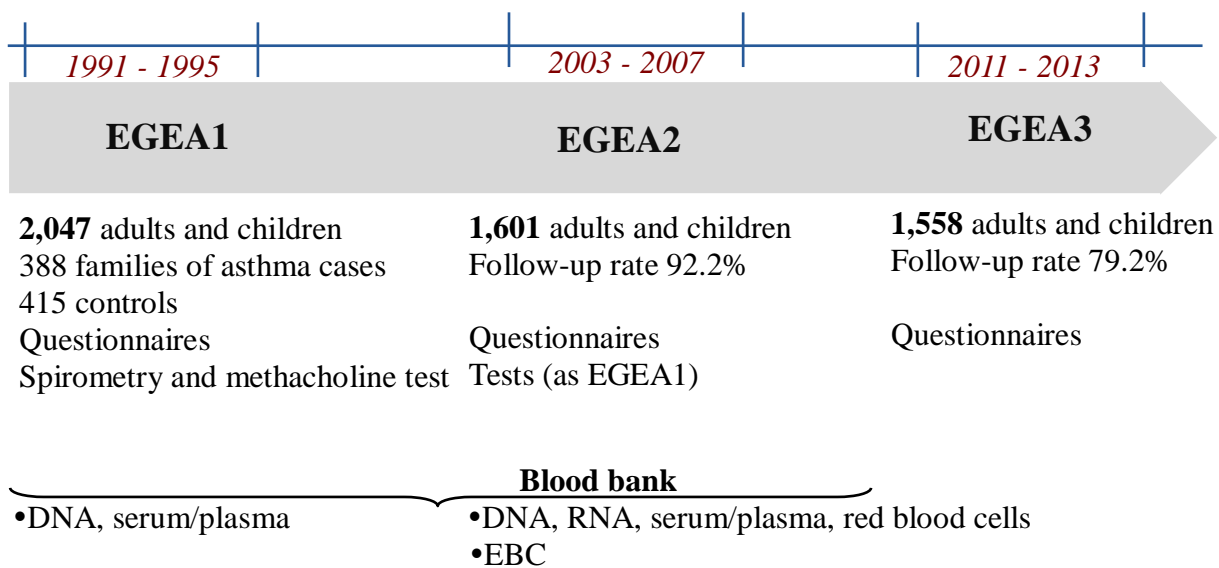 1991 - 1995
2003 - 2007
2011 - 2013
EGEA1
EGEA2
EGEA3
2,047 adults and children
388 families of asthma cases
415 controls
Questionnaires
Spirometry and methacholine test
1,601 adults and children
Follow-up rate 92.2%
Questionnaires
Tests (as EGEA1)
1,558 adults and children
Follow-up rate 79.2%
Questionnaires
Blood bank
•DNA, serum/plasma
•DNA, RNA, serum/plasma, red blood cells
•EBC